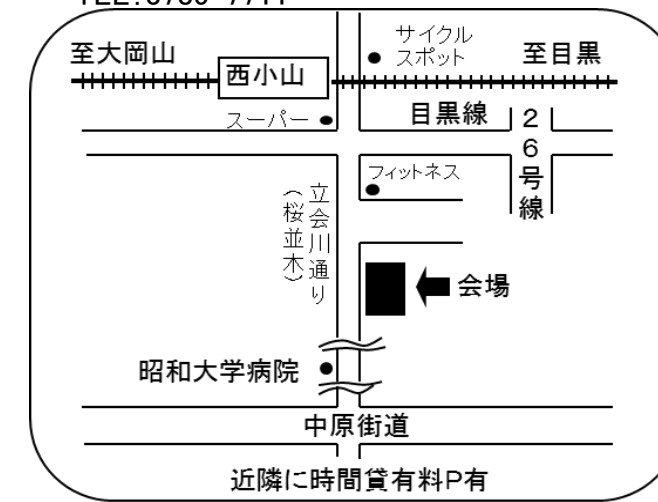 サイクル
スポット
至大岡山
西小山
至目黒
目黒線
スーパー
26号線
フィットネス
立会川通り
(桜並木)
会場
昭和大学病院
中原街道
近隣に時間貸有料P有